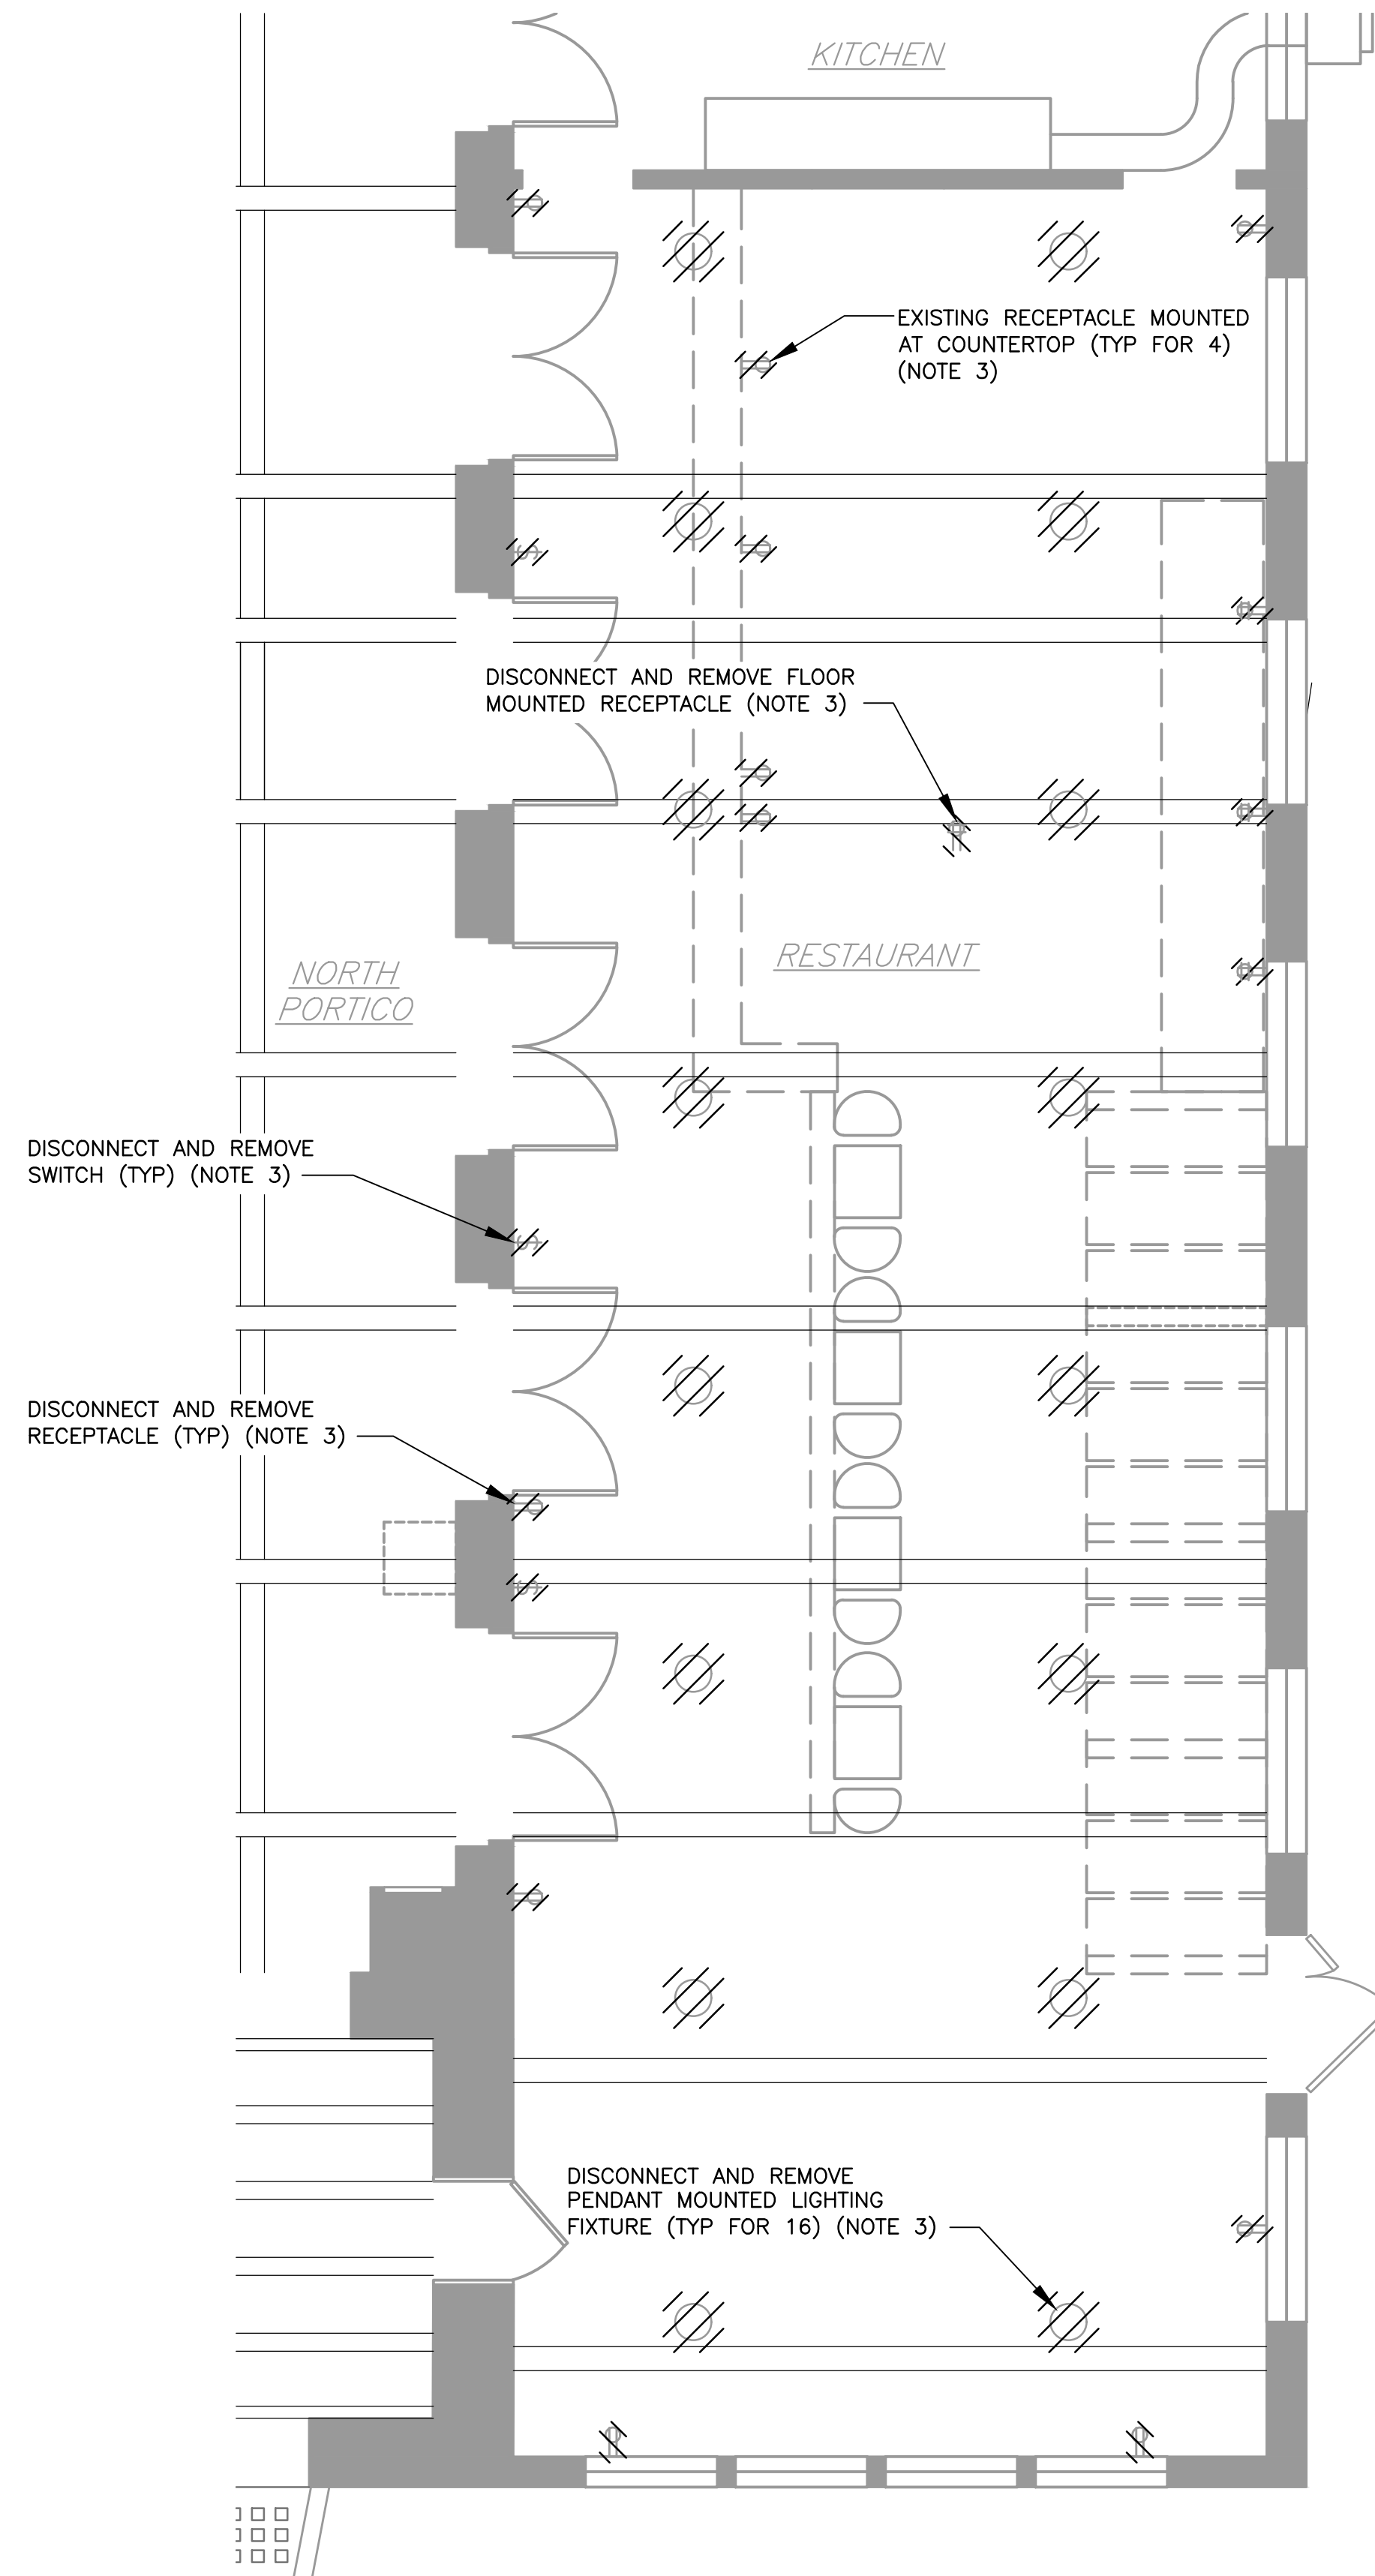 KITCHEN
EXISTING RECEPTACLE MOUNTED
AT COUNTERTOP (TYP FOR 4)
(NOTE 3)
DISCONNECT AND REMOVE FLOOR
MOUNTED RECEPTACLE (NOTE 3)
RESTAURANT
NORTH
PORTICO
DISCONNECT AND REMOVE
SWITCH (TYP) (NOTE 3)
DISCONNECT AND REMOVE
RECEPTACLE (TYP) (NOTE 3)
DISCONNECT AND REMOVE
PENDANT MOUNTED LIGHTING
FIXTURE (TYP FOR 16) (NOTE 3)